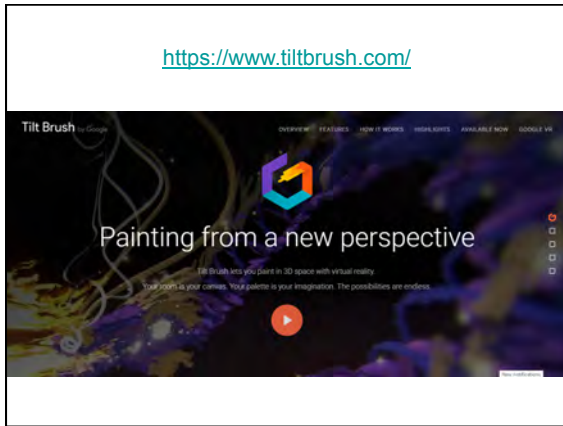 https://www.tiltbrush.com/
Tilt Brush by Google
OVERVIEW FEATURES HOW IT WORKS HIGHLIGHTS AVAILABLE NOW GOOGLE VR
Painting from a new perspective
Tilt Brush lets you paint in 3D space with virtual reality.
Your room is your canvas. Your palette is your imagination. The possibilities are endless.
New notifications